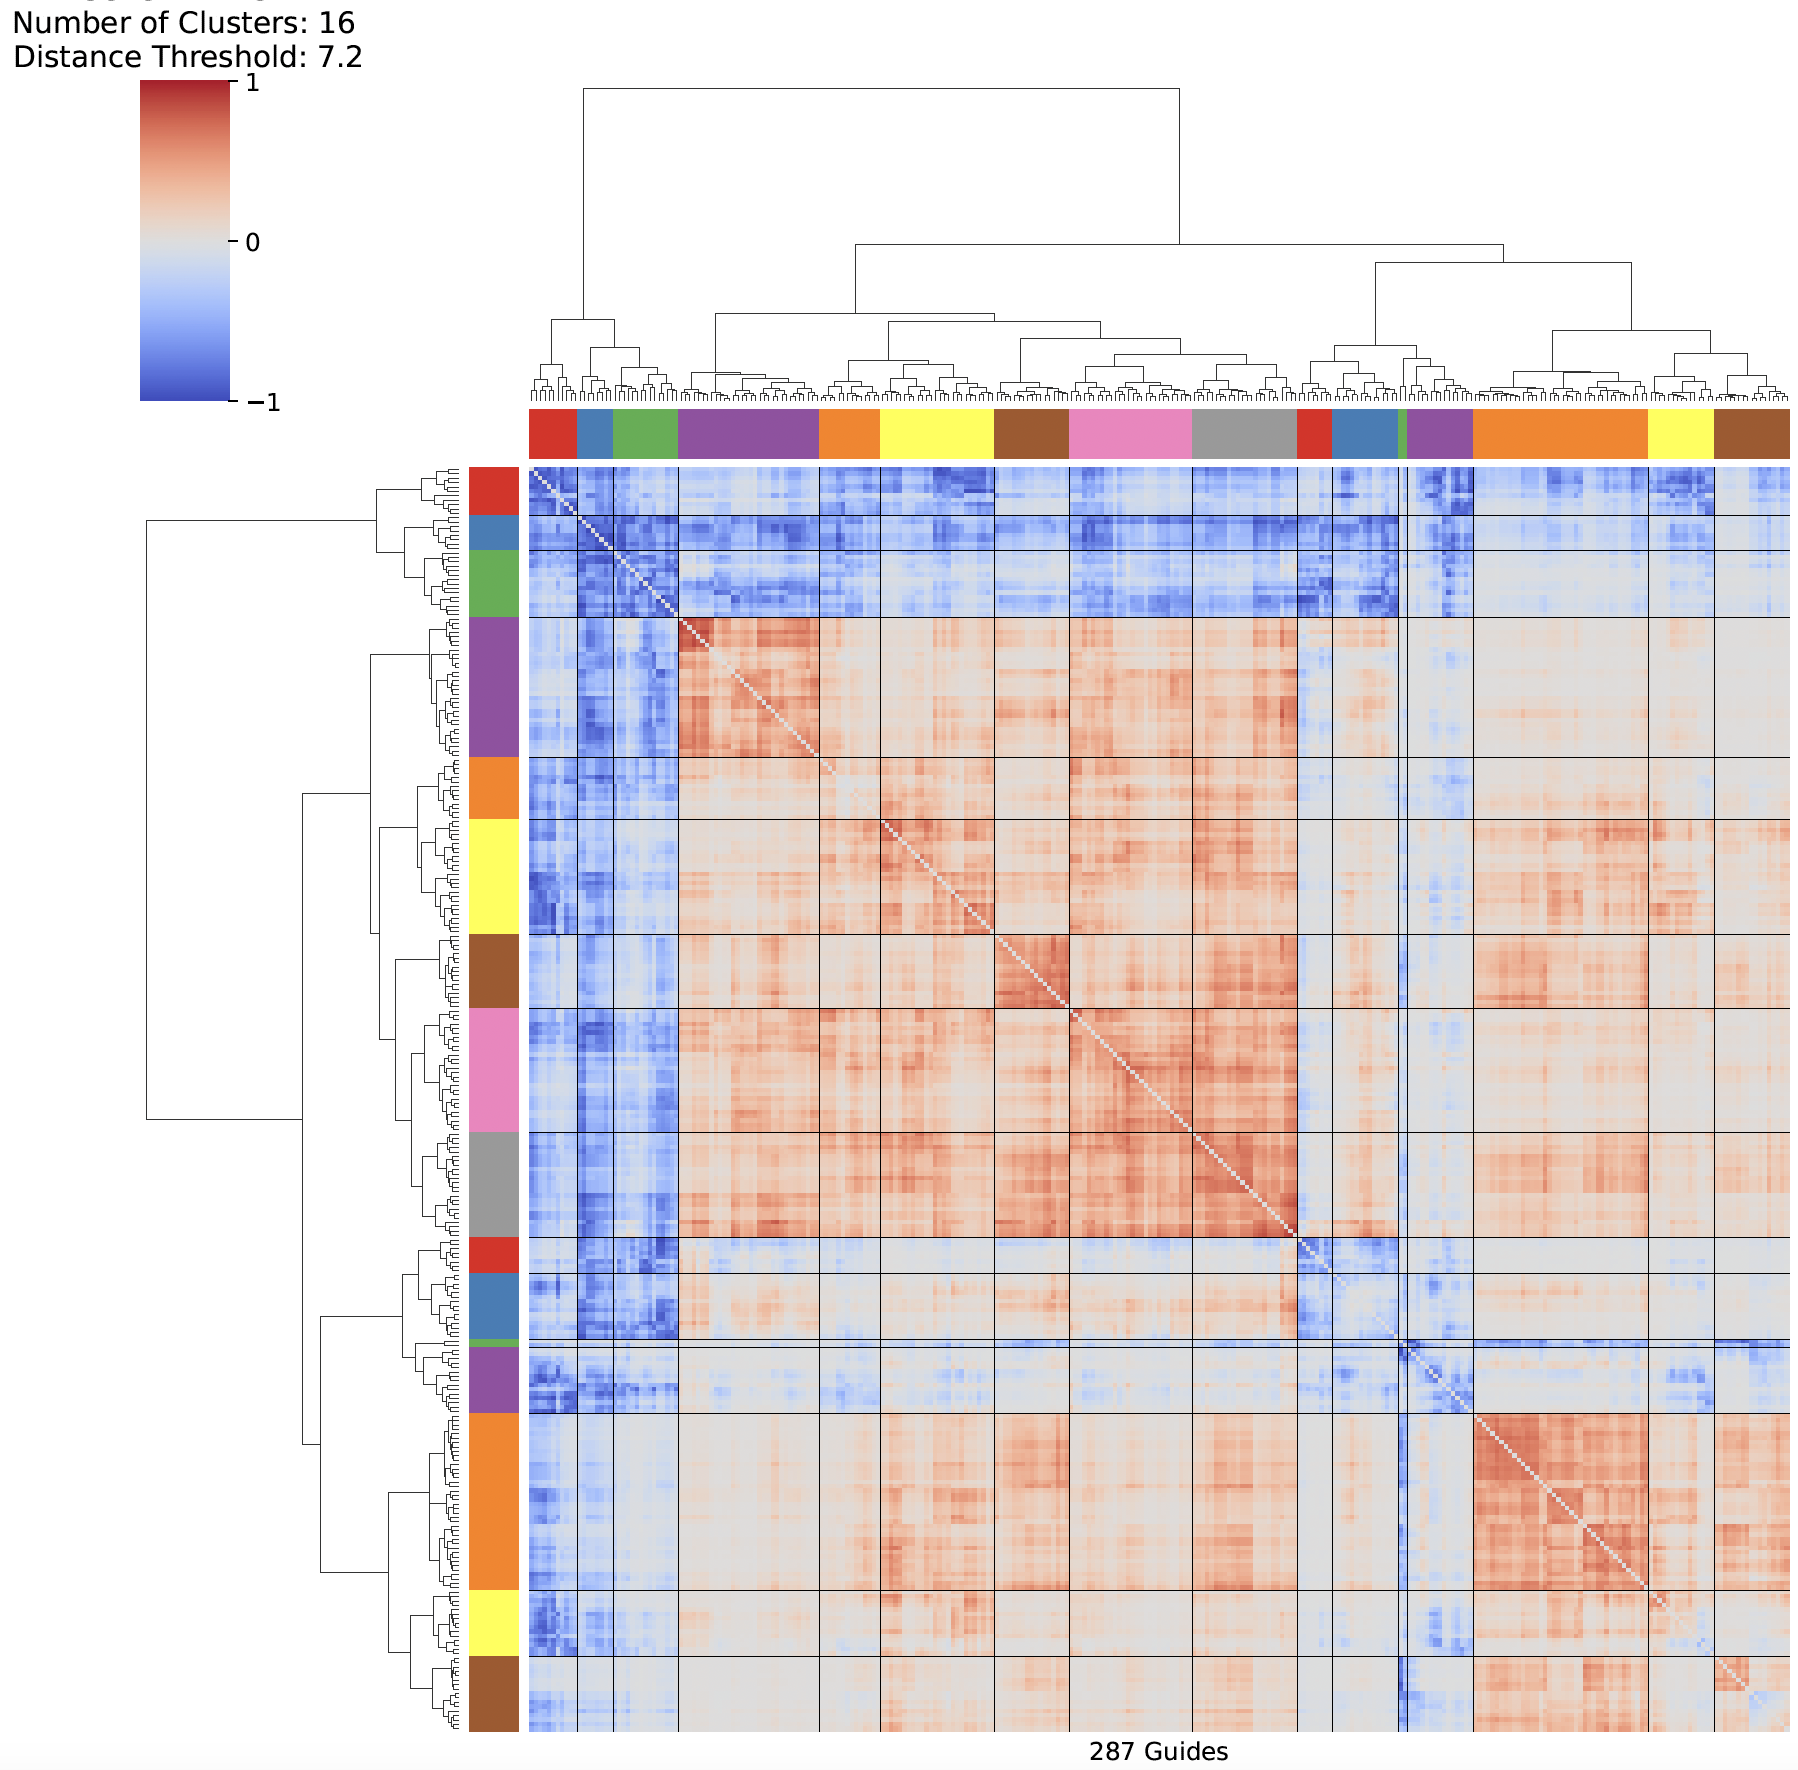 Number of Clusters: 16
Distance Threshold: 7.2
1
0
−1
287 Guides